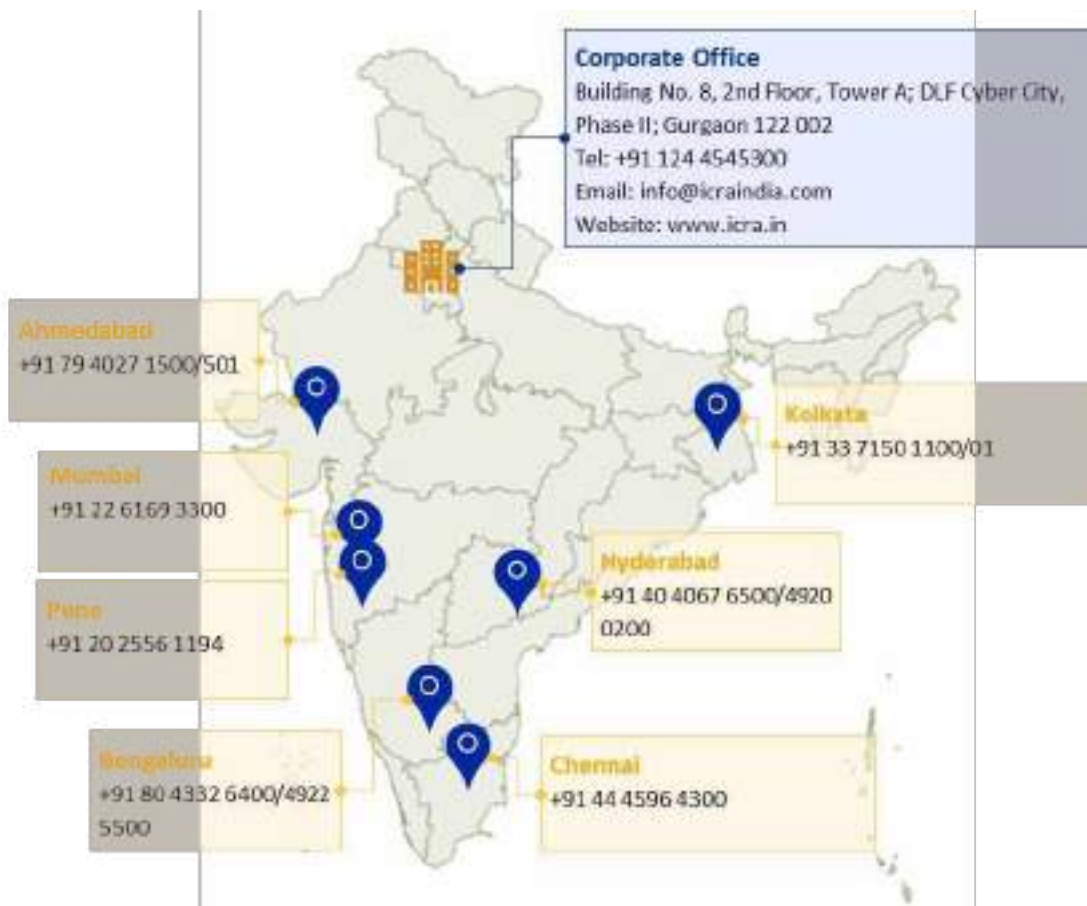 Corporate Office
Building No. 8, 2nd Floor, Tower A; DLF Cyber City,
Phase II; Gurgaon 122 002
Tel: +91 124 4545300
Email: info@icraindia.com
Website: www.icra.in
Ahmedabad
+91 79 4027 1500/501
Kolkata
+91 33 7150 1100/01
Mumbai
+91 22 6169 3300
Hyderabad
+91 40 4067 6500/4920
0200
Pune
+91 20 2556 1194
Bengaluru
+91 80 4332 6400/4922
5500
Chennai
+91 44 4596 4300